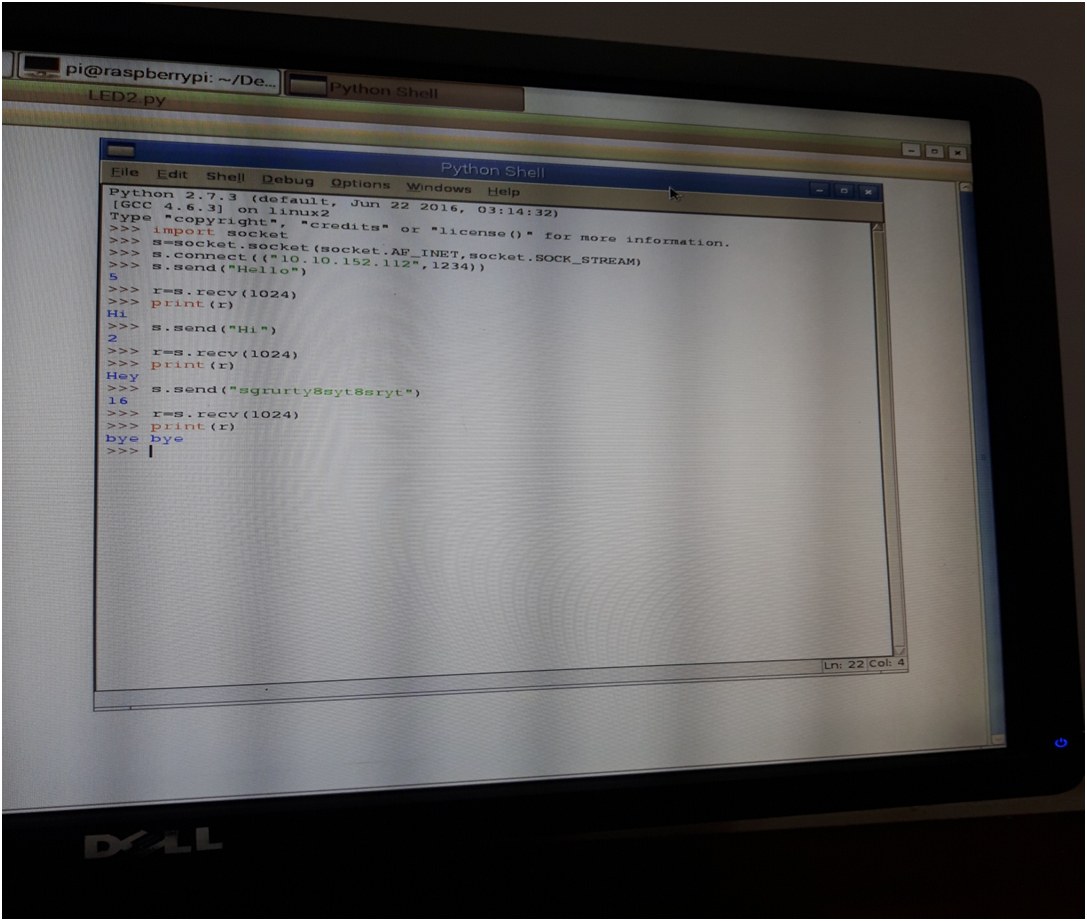 pi@raspberrypi: ~/De...
Python Shell
LED2.py
Python Shell
File Edit Shell Debug Options Windows Help
Python 2.7.3 (default, Jun 22 2016, 03:14:32)
[GCC 4.6.3] on linux2
Type "copyright", "credits" or "license()" for more information.
>>> import socket
>>> s=socket.socket(socket.AF_INET,socket.SOCK_STREAM)
>>> s.connect(("10.10.152.112",1234))
>>> s.send("Hello")
5
>>> r=s.recv(1024)
>>> print(r)
Hi
>>> s.send("Hi")
2
>>> r=s.recv(1024)
>>> print(r)
Hey
>>> s.send("sgrurty8syt8sryt")
16
>>> r=s.recv(1024)
>>> print(r)
bye bye
>>>
Ln: 22 Col: 4
DELL